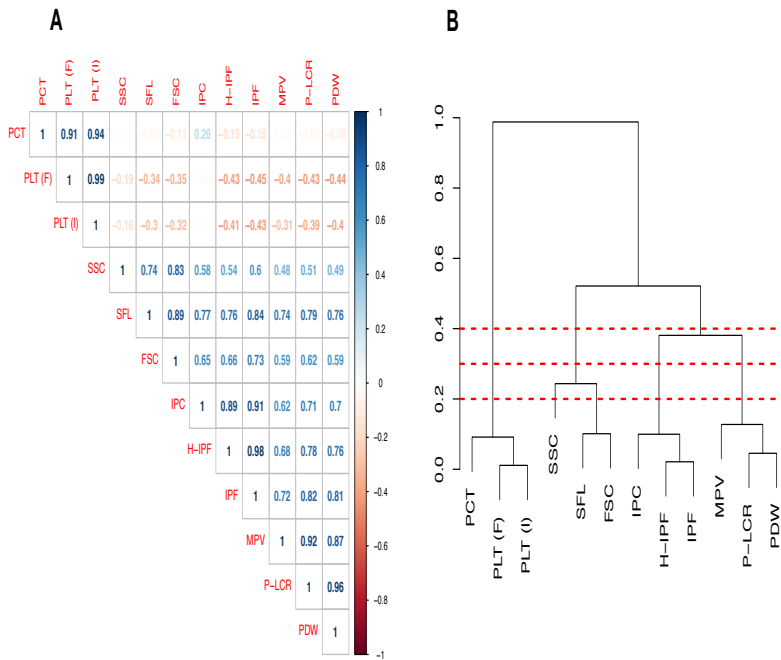 A
PCT PLT (F) PLT (I) SSC SFL FSC IPC H-IPF IPF MPV P-LCR PDW
PCT 1 0.91 0.94 −0.11 0.26 −0.15 −0.15
PLT (F) 1 0.99 −0.19 −0.34 −0.35 −0.43 −0.45 −0.4 −0.43 −0.44
PLT (I) 1 −0.16 −0.3 −0.32 −0.41 −0.43 −0.31 −0.39 −0.4
SSC 1 0.74 0.83 0.58 0.54 0.6 0.48 0.51 0.49
SFL 1 0.89 0.77 0.76 0.84 0.74 0.79 0.76
FSC 1 0.65 0.66 0.73 0.59 0.62 0.59
IPC 1 0.89 0.91 0.62 0.71 0.7
H-IPF 1 0.98 0.68 0.78 0.76
IPF 1 0.72 0.82 0.81
MPV 1 0.92 0.87
P-LCR 1 0.96
PDW 1
1
0.8
0.6
0.4
0.2
0
−0.2
−0.4
−0.6
−0.8
−1
B
1.0
0.8
0.6
0.4
0.2
0.0
PCT
PLT (F)
PLT (I)
SSC
SFL
FSC
IPC
H-IPF
IPF
MPV
P-LCR
PDW